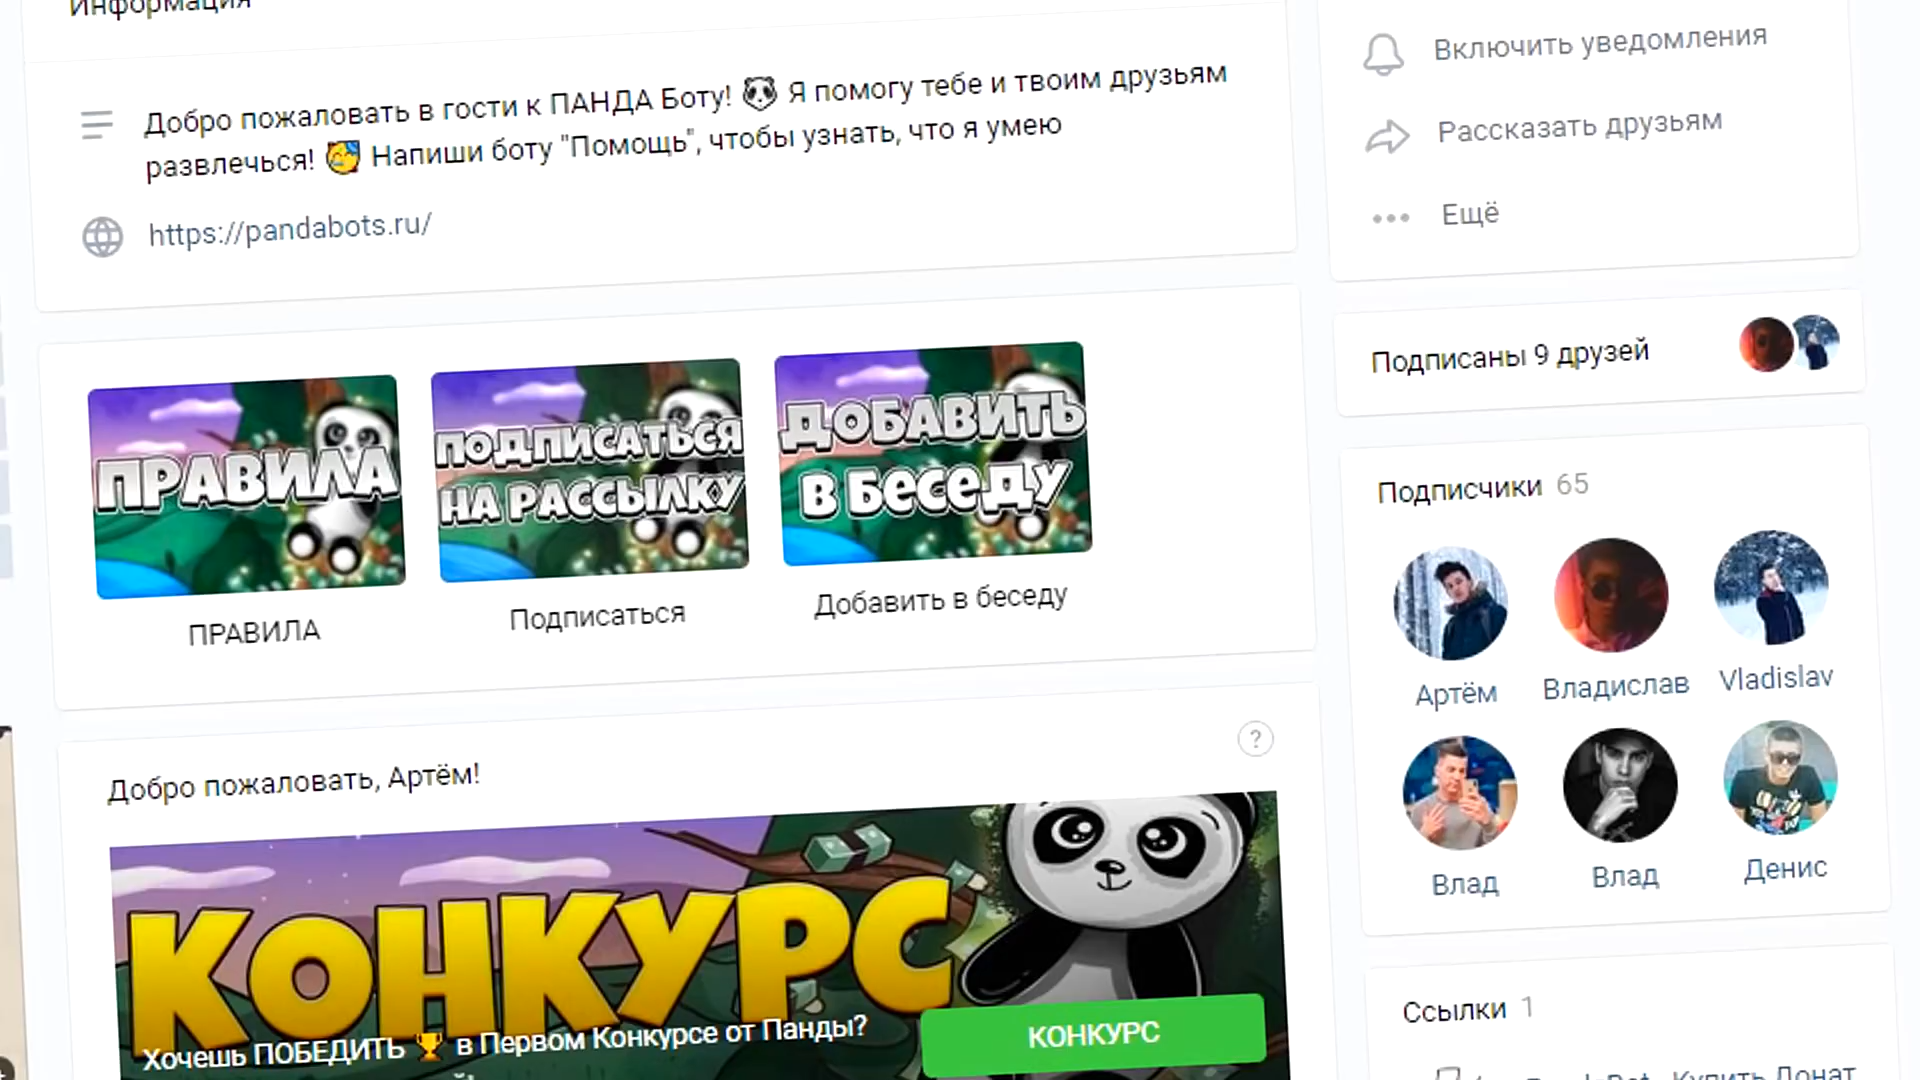 Информация
Добро пожаловать в гости к ПАНДА Боту! 🐼 Я помогу тебе и твоим друзьям
развлечься! 🥳 Напиши боту "Помощь", чтобы узнать, что я умею
https://pandabots.ru/
ПРАВИЛА
ПОДПИСАТЬСЯ
НА РАССЫЛКУ
ДОБАВИТЬ
В БЕСЕДУ
ПРАВИЛА
Подписаться
Добавить в беседу
Добро пожаловать, Артём!
?
КОНКУРС
Хочешь ПОБЕДИТЬ 🏆 в Первом Конкурсе от Панды?
КОНКУРС
Включить уведомления
Рассказать друзьям
Ещё
Подписаны 9 друзей
Подписчики 65
Артём
Владислав
Vladislav
Влад
Влад
Денис
Ссылки 1
Купить Донат